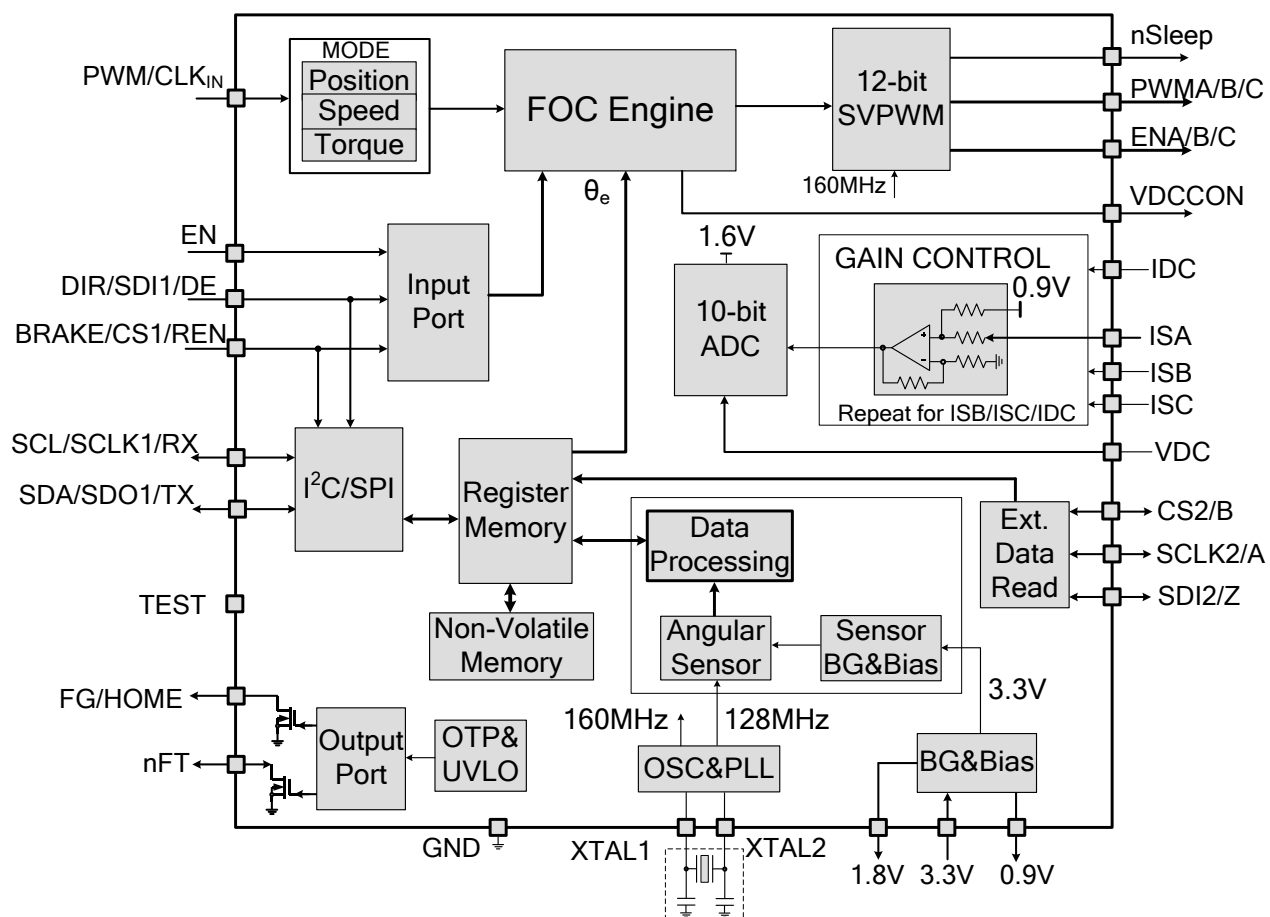 MODE
Position
Speed
Torque
PWM/CLKIN
FOC Engine
12-bit
SVPWM
160MHz
nSleep
PWMA/B/C
ENA/B/C
VDCCON
θe
EN
DIR/SDI1/DE
BRAKE/CS1/REN
Input
Port
1.6V
10-bit
ADC
GAIN CONTROL
0.9V
+
-
Repeat for ISB/ISC/IDC
IDC
ISA
ISB
ISC
VDC
SCL/SCLK1/RX
SDA/SDO1/TX
I²C/SPI
Register
Memory
Non-Volatile
Memory
Data
Processing
Angular
Sensor
Sensor
BG&Bias
Ext.
Data
Read
CS2/B
SCLK2/A
SDI2/Z
TEST
FG/HOME
nFT
Output
Port
OTP&
UVLO
160MHz
128MHz
OSC&PLL
3.3V
BG&Bias
GND
XTAL1
XTAL2
1.8V
3.3V
0.9V